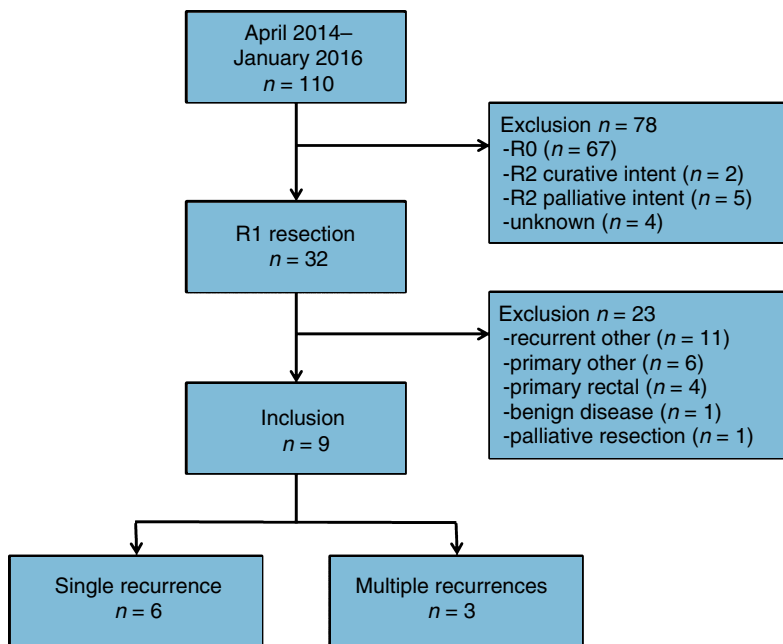 April 2014–
January 2016
n = 110
Exclusion n = 78
-R0 (n = 67)
-R2 curative intent (n = 2)
-R2 palliative intent (n = 5)
-unknown (n = 4)
R1 resection
n = 32
Exclusion n = 23
-recurrent other (n = 11)
-primary other (n = 6)
-primary rectal (n = 4)
-benign disease (n = 1)
-palliative resection (n = 1)
Inclusion
n = 9
Single recurrence
n = 6
Multiple recurrences
n = 3